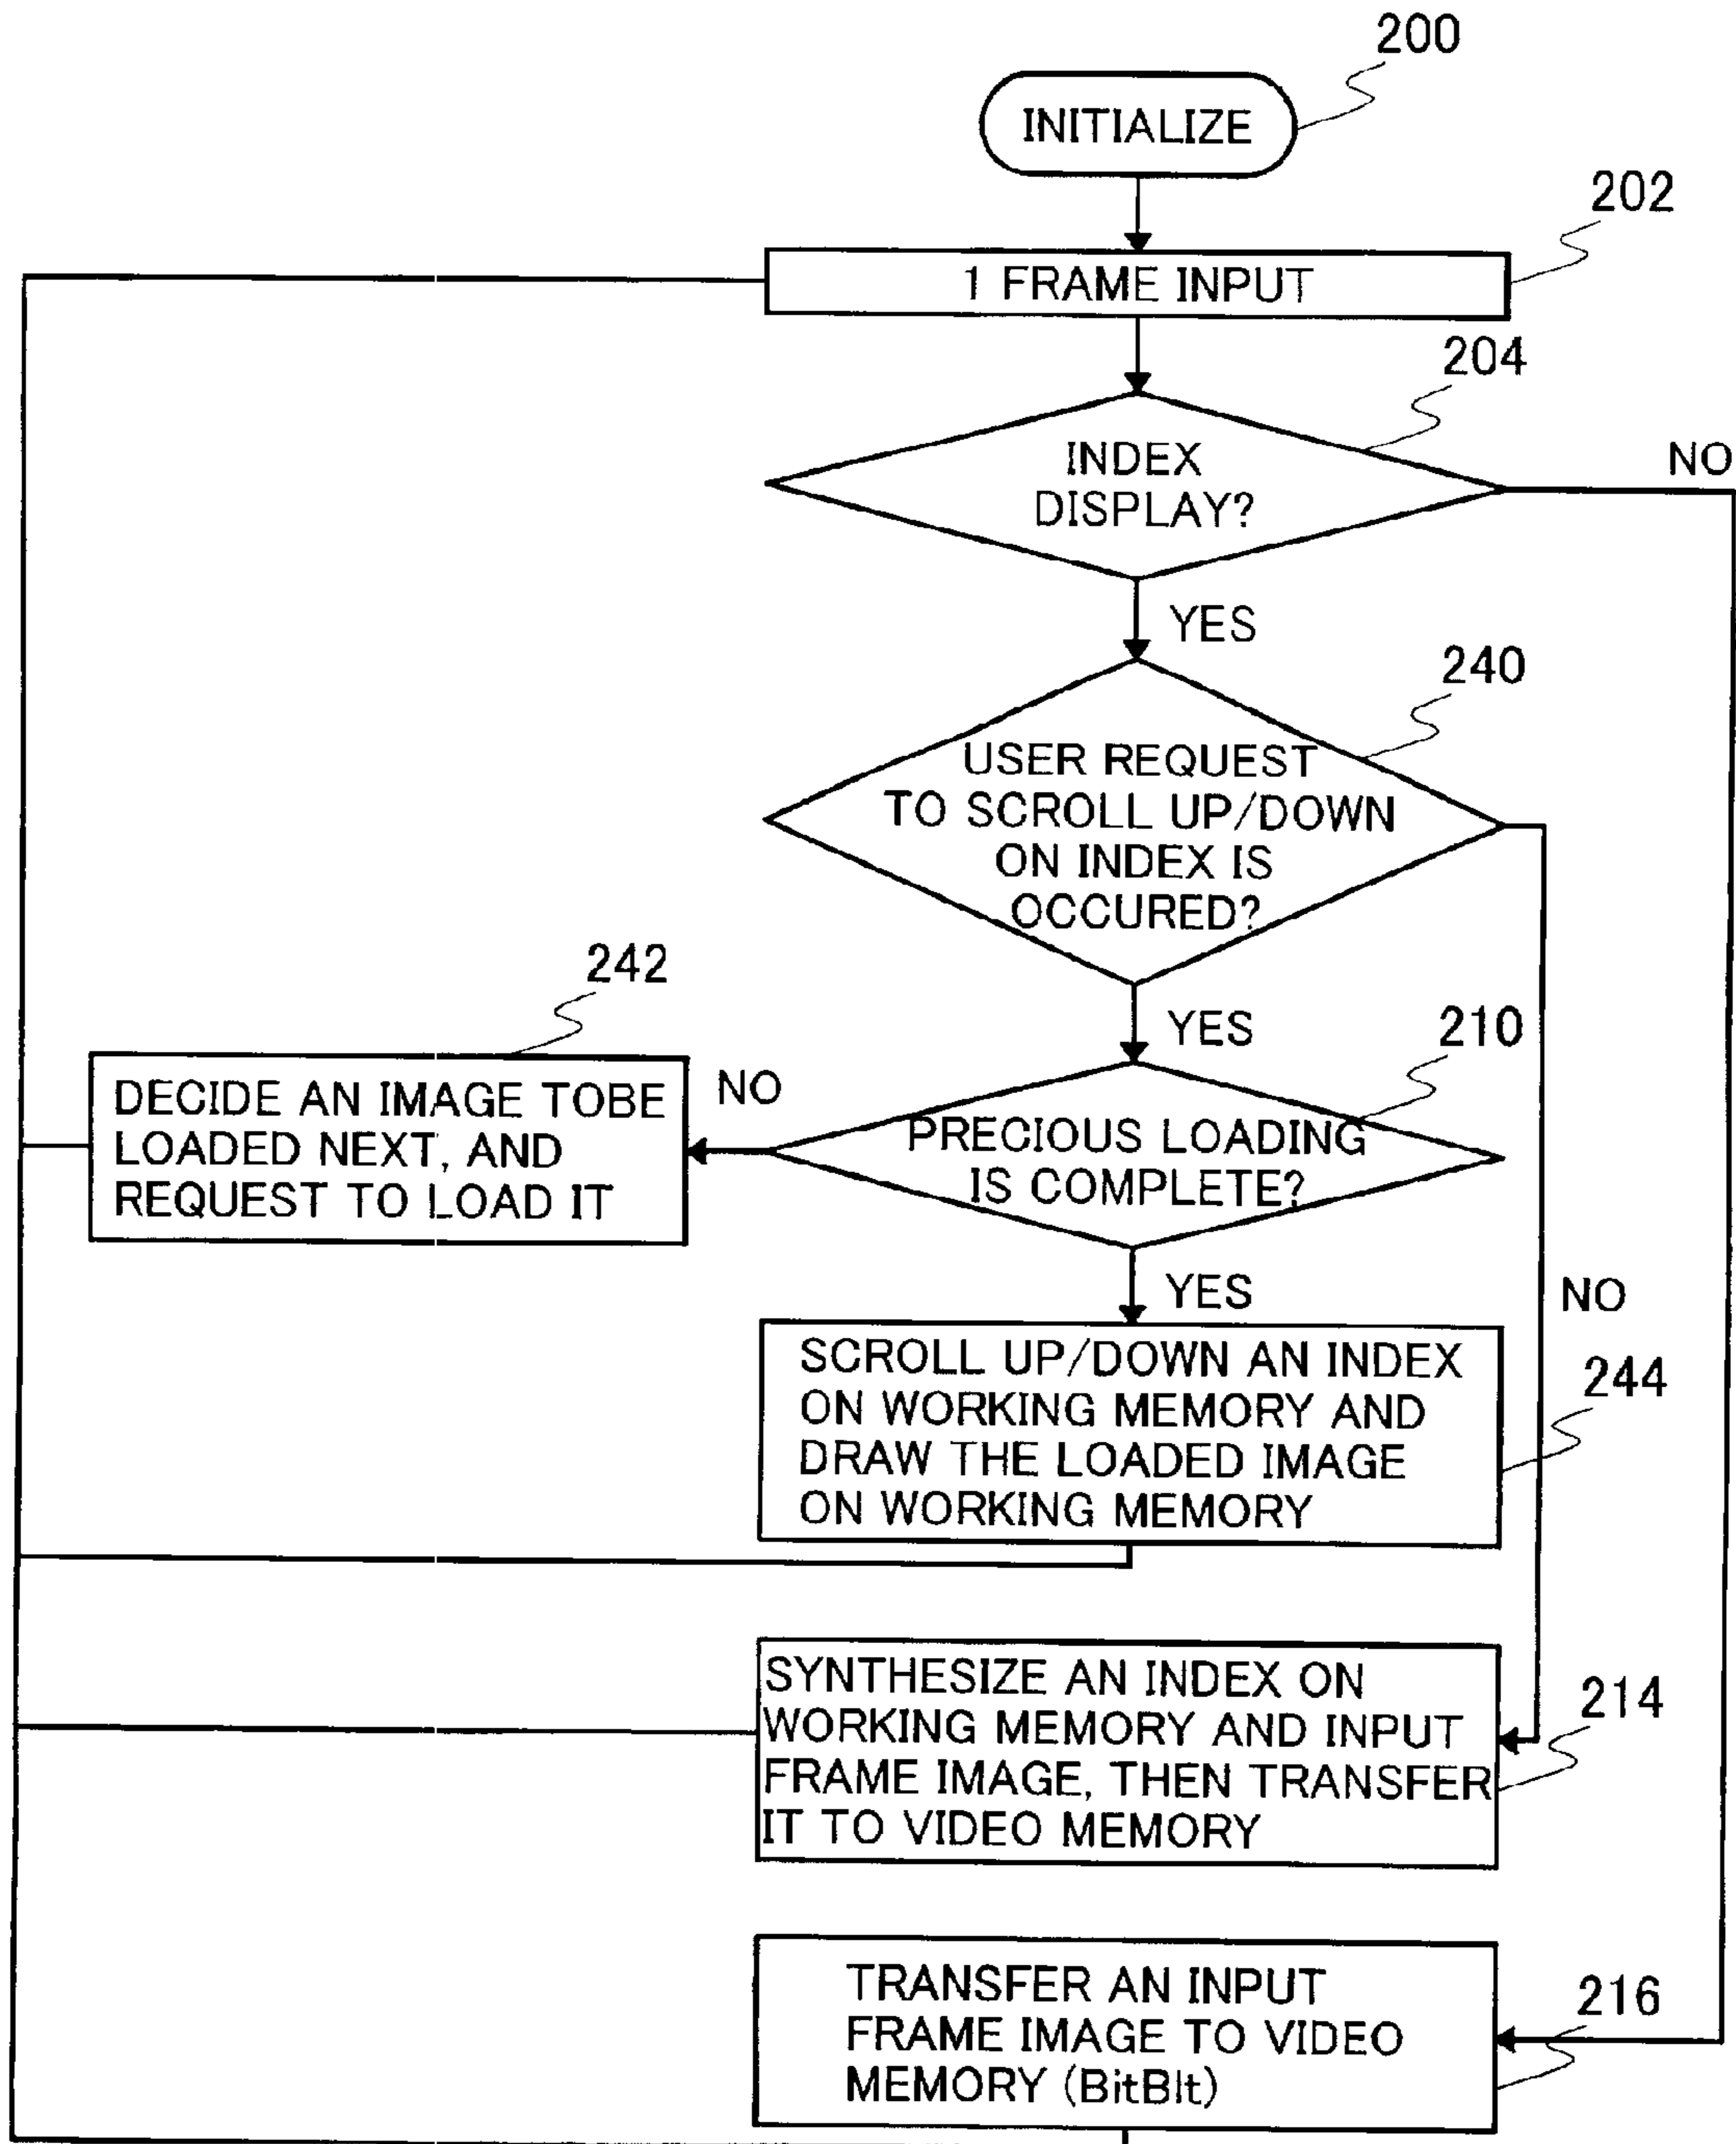 200
INITIALIZE
202
1 FRAME INPUT
204
INDEX
DISPLAY?
NO
YES
240
USER REQUEST
TO SCROLL UP/DOWN
ON INDEX IS
OCCURED?
242
YES
210
DECIDE AN IMAGE TOBE
LOADED NEXT, AND
REQUEST TO LOAD IT
NO
PRECIOUS LOADING
IS COMPLETE?
YES
NO
SCROLL UP/DOWN AN INDEX
ON WORKING MEMORY AND
DRAW THE LOADED IMAGE
ON WORKING MEMORY
244
SYNTHESIZE AN INDEX ON
WORKING MEMORY AND INPUT
FRAME IMAGE, THEN TRANSFER
IT TO VIDEO MEMORY
214
TRANSFER AN INPUT
FRAME IMAGE TO VIDEO
MEMORY (BitBlt)
216